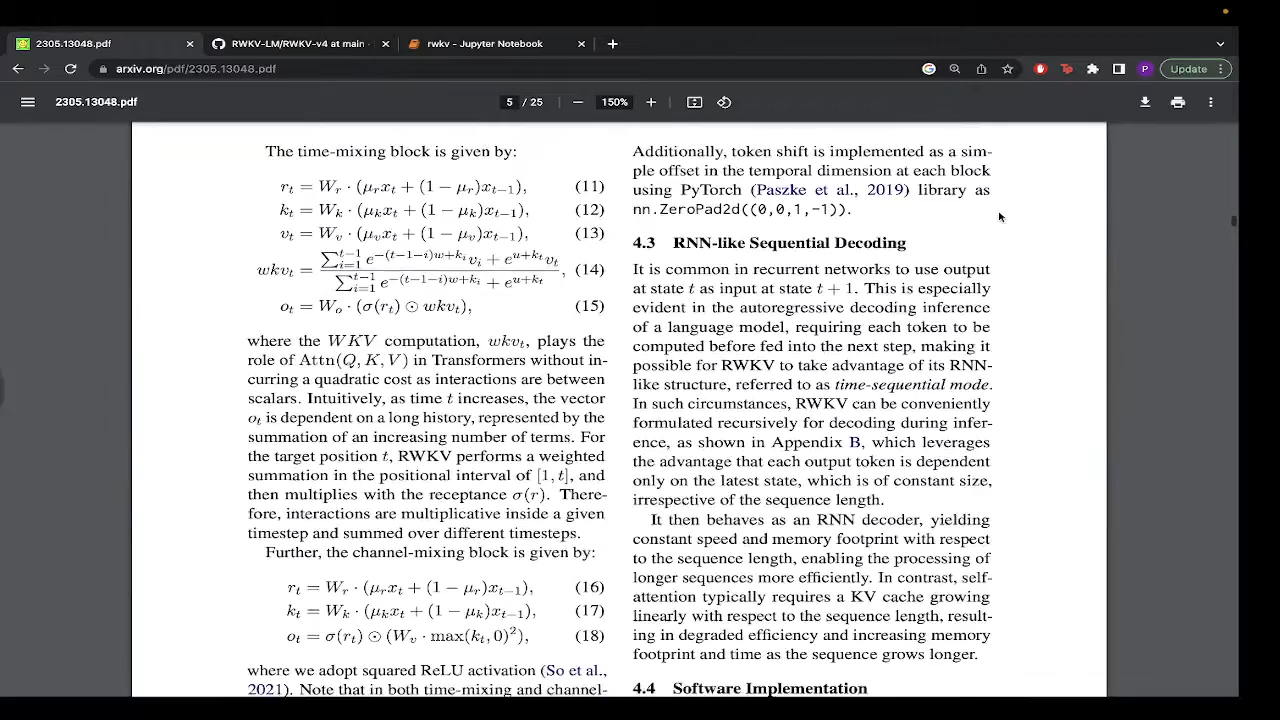 2305.13048.pdf
RWKV-LM/RWKV-v4 at main
rwkv - Jupyter Notebook
arxiv.org/pdf/2305.13048.pdf
Update
2305.13048.pdf
5 / 25
150%
The time-mixing block is given by:
r_t = W_r · (μ_r x_t + (1 − μ_r)x_{t−1}), (11)
k_t = W_k · (μ_k x_t + (1 − μ_k)x_{t−1}), (12)
v_t = W_v · (μ_v x_t + (1 − μ_v)x_{t−1}), (13)
wkv_t = \frac{\sum_{i=1}^{t−1} e^{−(t−1−i)w+k_i} v_i + e^{u+k_t} v_t}{\sum_{i=1}^{t−1} e^{−(t−1−i)w+k_i} + e^{u+k_t}}, (14)
o_t = W_o · (σ(r_t) ⊙ wkv_t), (15)
where the WKV computation, wkv_t, plays the
role of Attn(Q, K, V) in Transformers without in-
curring a quadratic cost as interactions are between
scalars. Intuitively, as time t increases, the vector
o_t is dependent on a long history, represented by the
summation of an increasing number of terms. For
the target position t, RWKV performs a weighted
summation in the positional interval of [1, t], and
then multiplies with the receptance σ(r). There-
fore, interactions are multiplicative inside a given
timestep and summed over different timesteps.
Further, the channel-mixing block is given by:
r_t = W_r · (μ_r x_t + (1 − μ_r)x_{t−1}), (16)
k_t = W_k · (μ_k x_t + (1 − μ_k)x_{t−1}), (17)
o_t = σ(r_t) ⊙ (W_v · max(k_t, 0)^2), (18)
where we adopt squared ReLU activation (So et al.,
2021). Note that in both time-mixing and channel-
Additionally, token shift is implemented as a sim-
ple offset in the temporal dimension at each block
using PyTorch (Paszke et al., 2019) library as
nn.ZeroPad2d((0,0,1,-1)).
4.3 RNN-like Sequential Decoding
It is common in recurrent networks to use output
at state t as input at state t + 1. This is especially
evident in the autoregressive decoding inference
of a language model, requiring each token to be
computed before fed into the next step, making it
possible for RWKV to take advantage of its RNN-
like structure, referred to as time-sequential mode.
In such circumstances, RWKV can be conveniently
formulated recursively for decoding during infer-
ence, as shown in Appendix B, which leverages
the advantage that each output token is dependent
only on the latest state, which is of constant size,
irrespective of the sequence length.
It then behaves as an RNN decoder, yielding
constant speed and memory footprint with respect
to the sequence length, enabling the processing of
longer sequences more efficiently. In contrast, self-
attention typically requires a KV cache growing
linearly with respect to the sequence length, result-
ing in degraded efficiency and increasing memory
footprint and time as the sequence grows longer.
4.4 Software Implementation